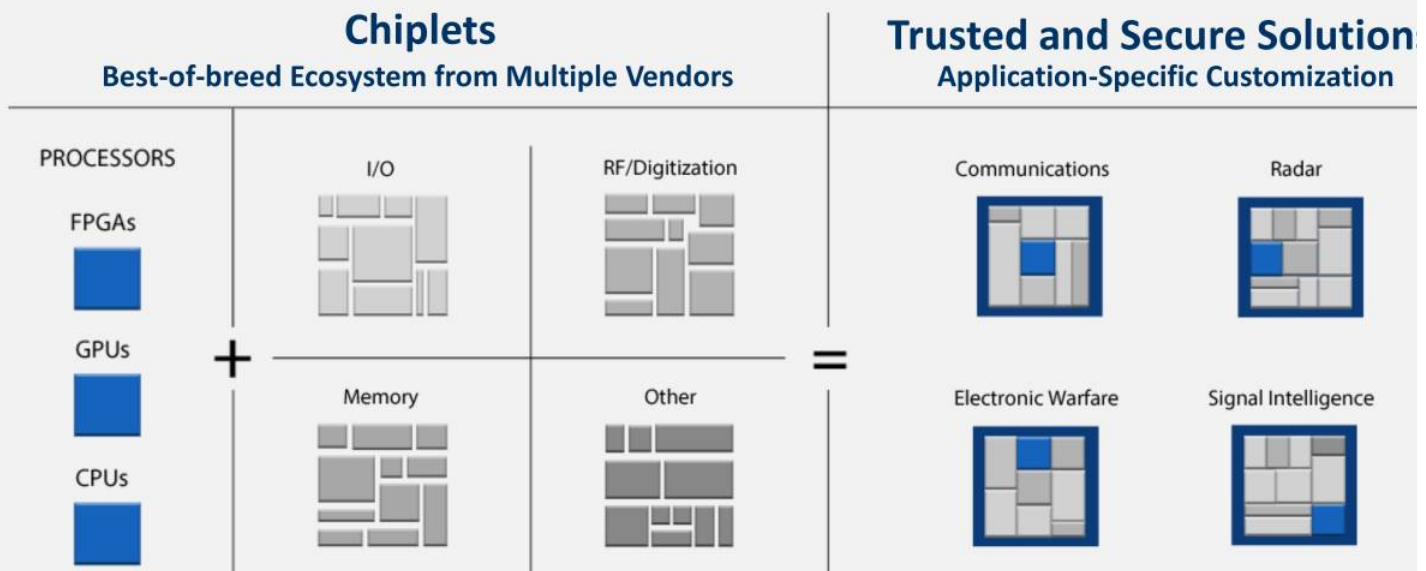 Chiplets
Best-of-breed Ecosystem from Multiple Vendors
Trusted and Secure Solutions
Application-Specific Customization
PROCESSORS
FPGAs
GPUs
CPUs
+
I/O
RF/Digitization
Memory
Other
=
Communications
Radar
Electronic Warfare
Signal Intelligence